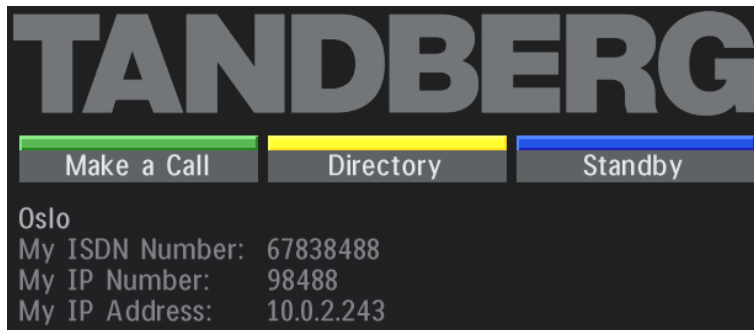 TANDBERG
Make a Call Directory Standby
Oslo
My ISDN Number: 67838488
My IP Number: 98488
My IP Address: 10.0.2.243